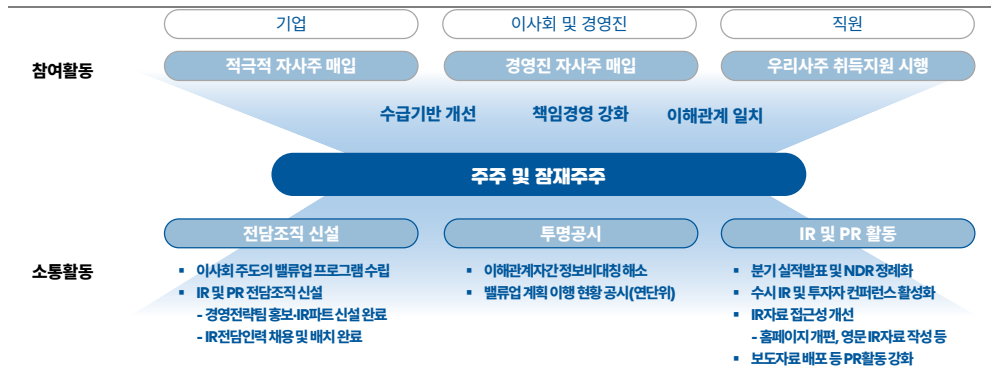 기업
이사회 및 경영진
직원
참여활동
적극적 자사주 매입
경영진 자사주 매입
우리사주 취득지원 시행
수급기반 개선
책임경영 강화
이해관계 일치
주주 및 잠재주주
소통활동
전담조직 신설
▪ 이사회 주도의 밸류업 프로그램 수립
▪ IR 및 PR 전담조직 신설
- 경영전략팀 홍보·IR파트 신설 완료
- IR전담인력 채용 및 배치 완료
투명공시
▪ 이해관계자간 정보비대칭 해소
▪ 밸류업 계획 이행 현황 공시(연단위)
IR 및 PR 활동
▪ 분기 실적발표 및 NDR 정례화
▪ 수시 IR 및 투자자 컨퍼런스 활성화
▪ IR자료 접근성 개선
- 홈페이지 개편, 영문 IR자료 작성 등
▪ 보도자료 배포 등 PR활동 강화